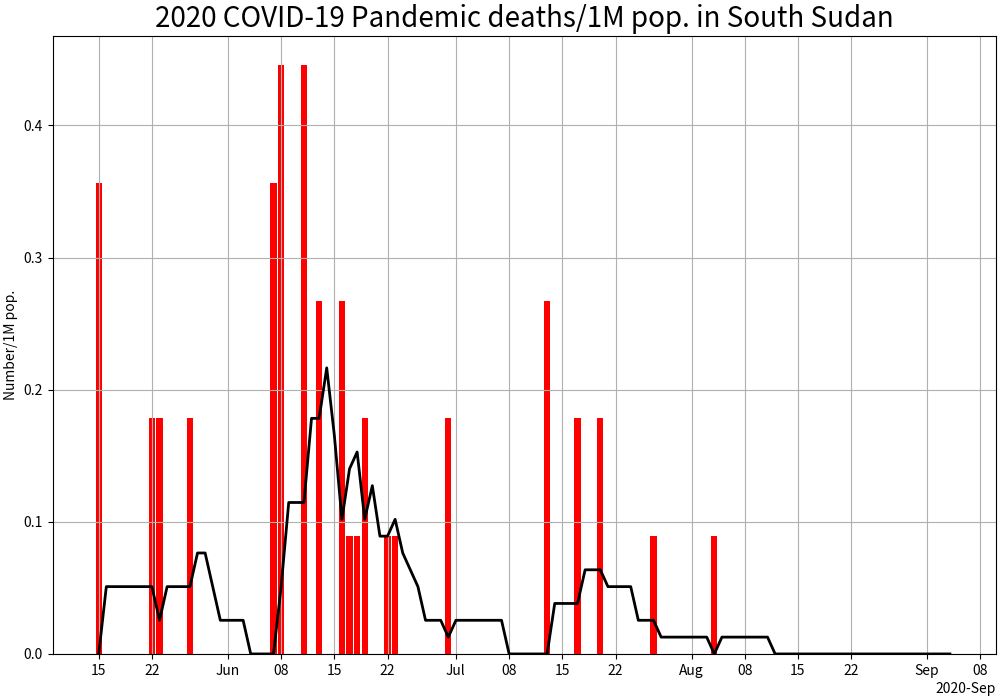 2020 COVID-19 Pandemic deaths/1M pop. in South Sudan
Number/1M pop.
0.4
0.3
0.2
0.1
0.0
15 22 Jun 08 15 22 Jul 08 15 22 Aug 08 15 22 Sep 08
2020-Sep